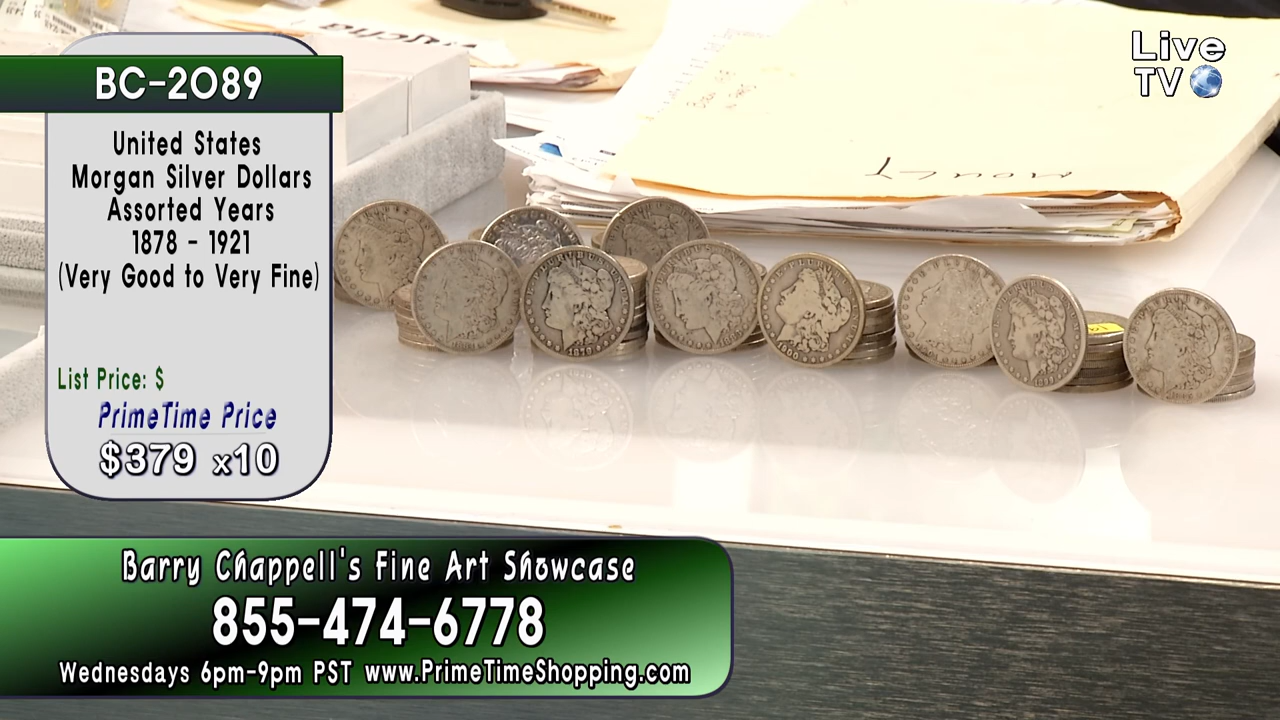 BC-2089
United States
Morgan Silver Dollars
Assorted Years
1878 - 1921
(Very Good to Very Fine)
List Price: $
PrimeTime Price
$379 x10
Live
TV
Barry Chappell's Fine Art Showcase
855-474-6778
Wednesdays 6pm-9pm PST www.PrimeTimeShopping.com